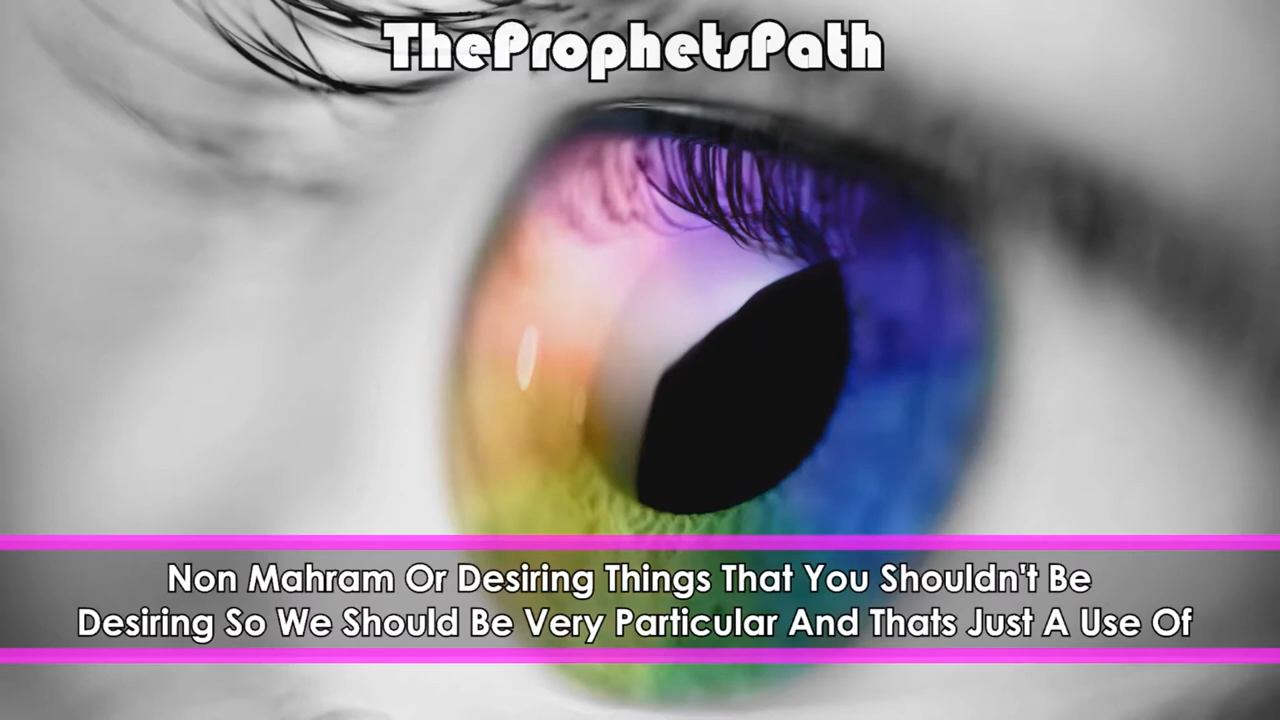 TheProphetsPath
Non Mahram Or Desiring Things That You Shouldn't Be
Desiring So We Should Be Very Particular And Thats Just A Use Of